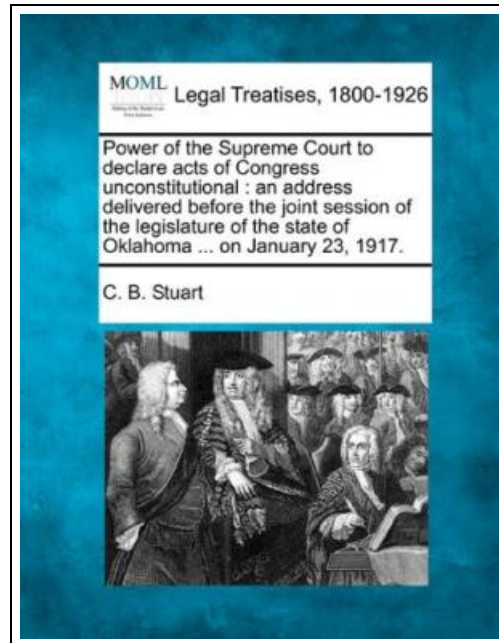 MOML
Legal Treatises, 1800-1926
Power of the Supreme Court to
declare acts of Congress
unconstitutional : an address
delivered before the joint session of
the legislature of the state of
Oklahoma ... on January 23, 1917.
C. B. Stuart